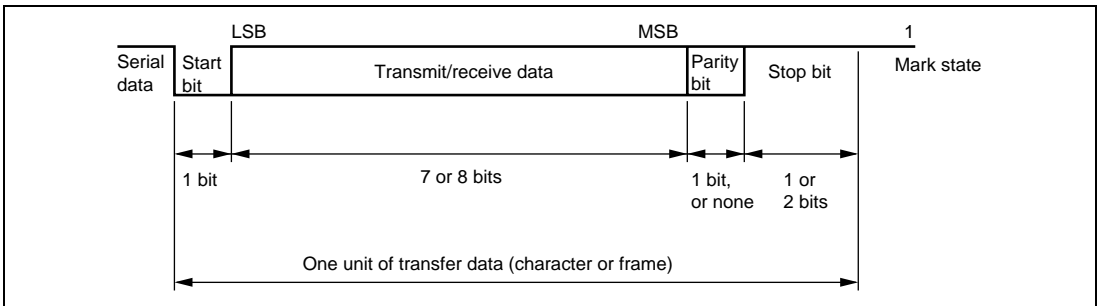 LSB MSB 1
Serial data
Start bit
Transmit/receive data
Parity bit
Stop bit
Mark state
1 bit
7 or 8 bits
1 bit, or none
1 or 2 bits
One unit of transfer data (character or frame)